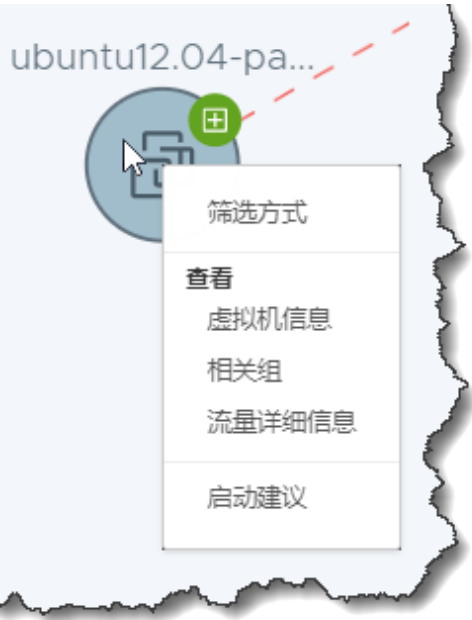 ubuntu12.04-pa...
筛选方式
查看
虚拟机信息
相关组
流量详细信息
启动建议